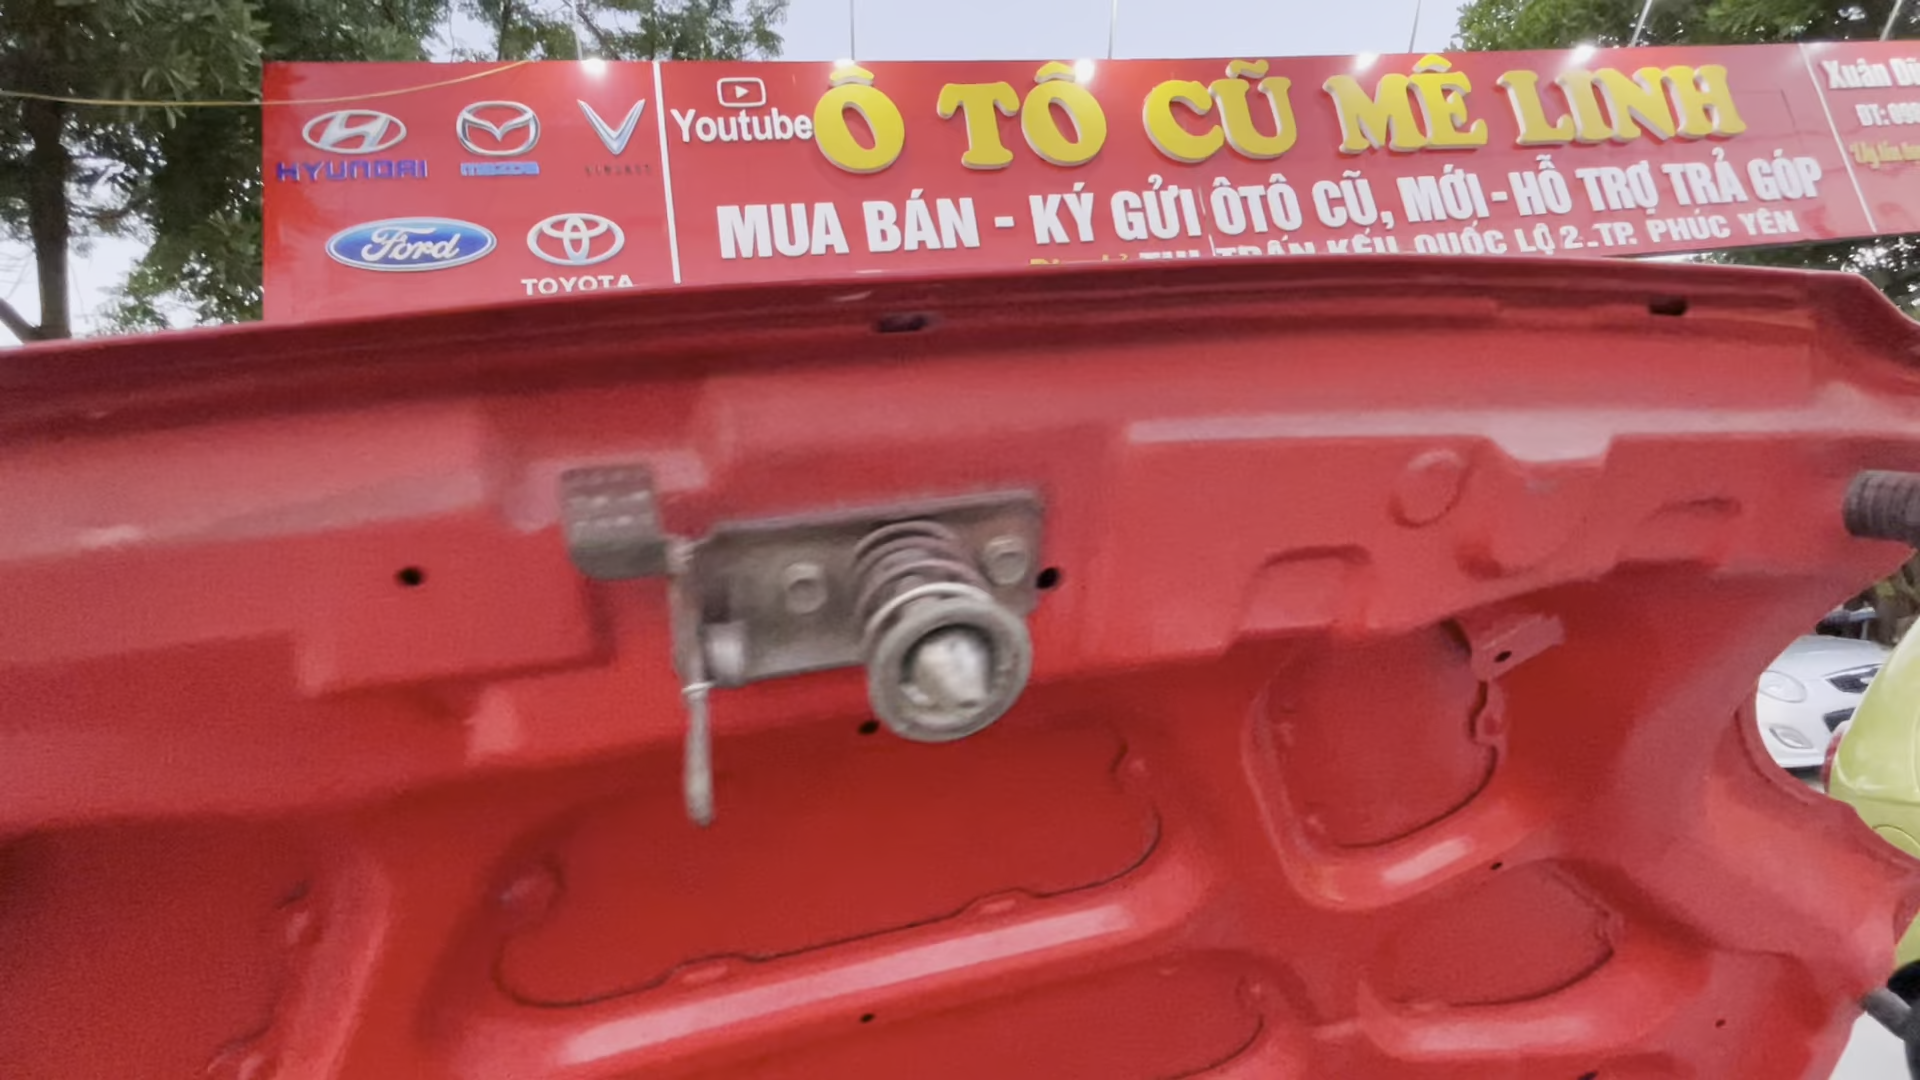 HYUNDAI
mazda
VINFAST
Ford
TOYOTA
Youtube
Ô TÔ CŨ MÊ LINH
MUA BÁN - KÝ GỬI ÔTÔ CŨ, MỚI - HỖ TRỢ TRẢ GÓP
QUỐC LỘ 2 - TP. PHÚC YÊN
Xuân
ĐT: